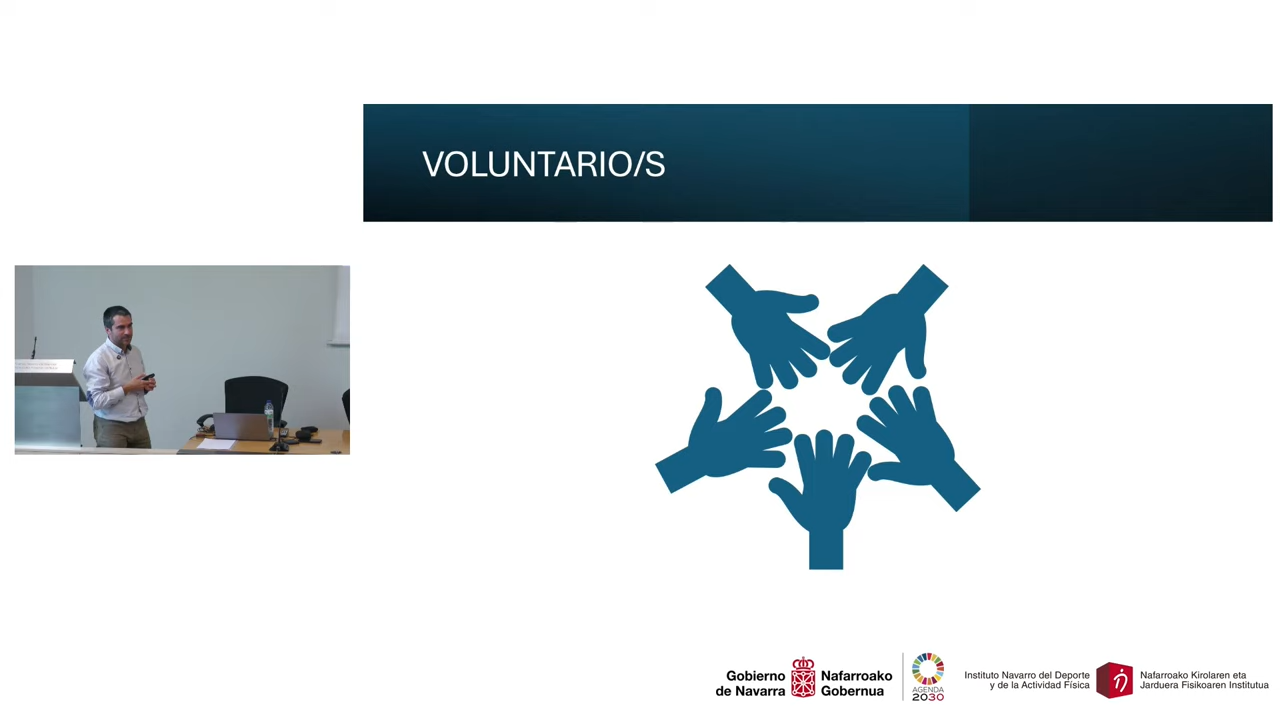 VOLUNTARIO/S
Gobierno
de Navarra
Nafarroako
Gobernua
AGENDA
2030
Instituto Navarro del Deporte
y de la Actividad Física
Nafarroako Kirolaren eta
Jarduera Fisikoaren Institutua